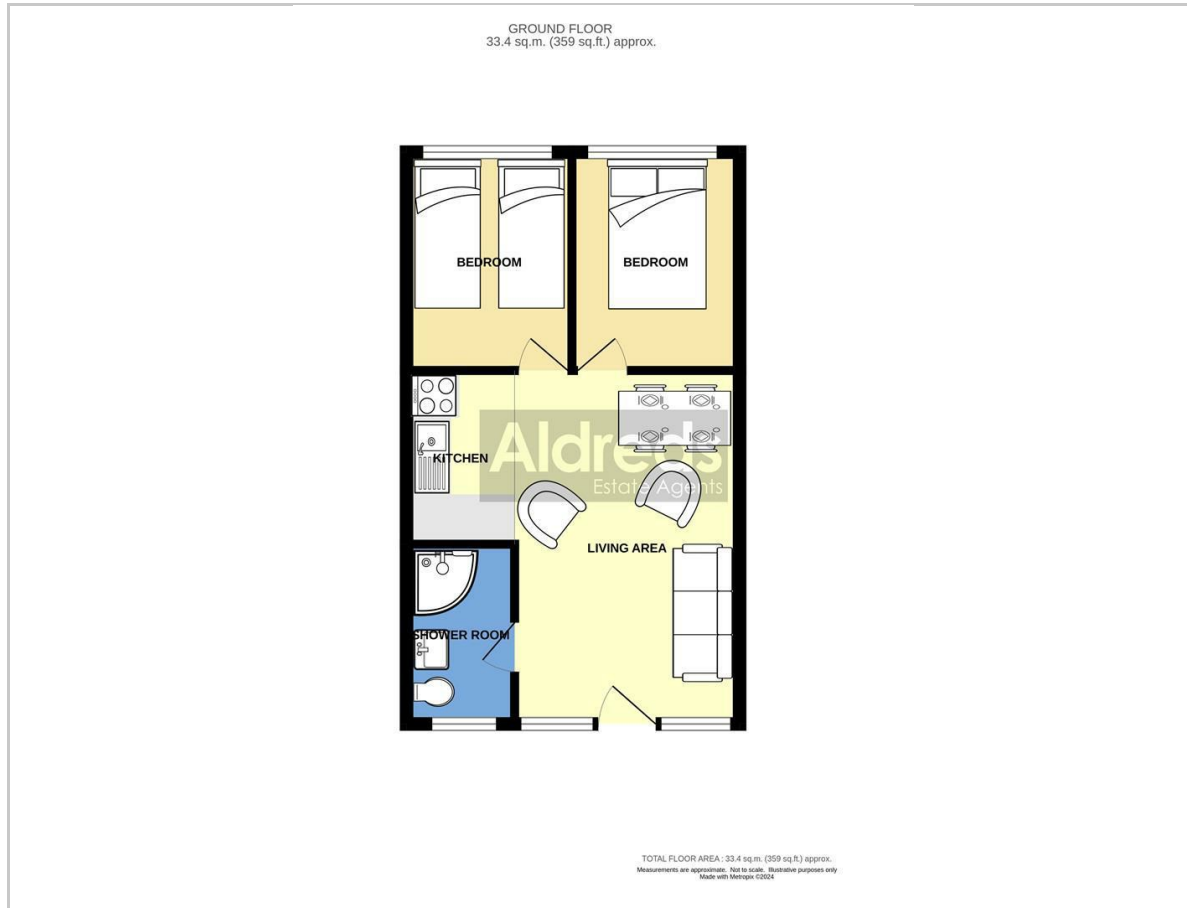 GROUND FLOOR
33.4 sq.m. (359 sq.ft.) approx.
BEDROOM
BEDROOM
Aldreds
Estate Agents
KITCHEN
LIVING AREA
SHOWER ROOM
TOTAL FLOOR AREA : 33.4 sq.m. (359 sq.ft.) approx.
Measurements are approximate. Not to scale. Illustrative purposes only
Made with Metropix ©2024